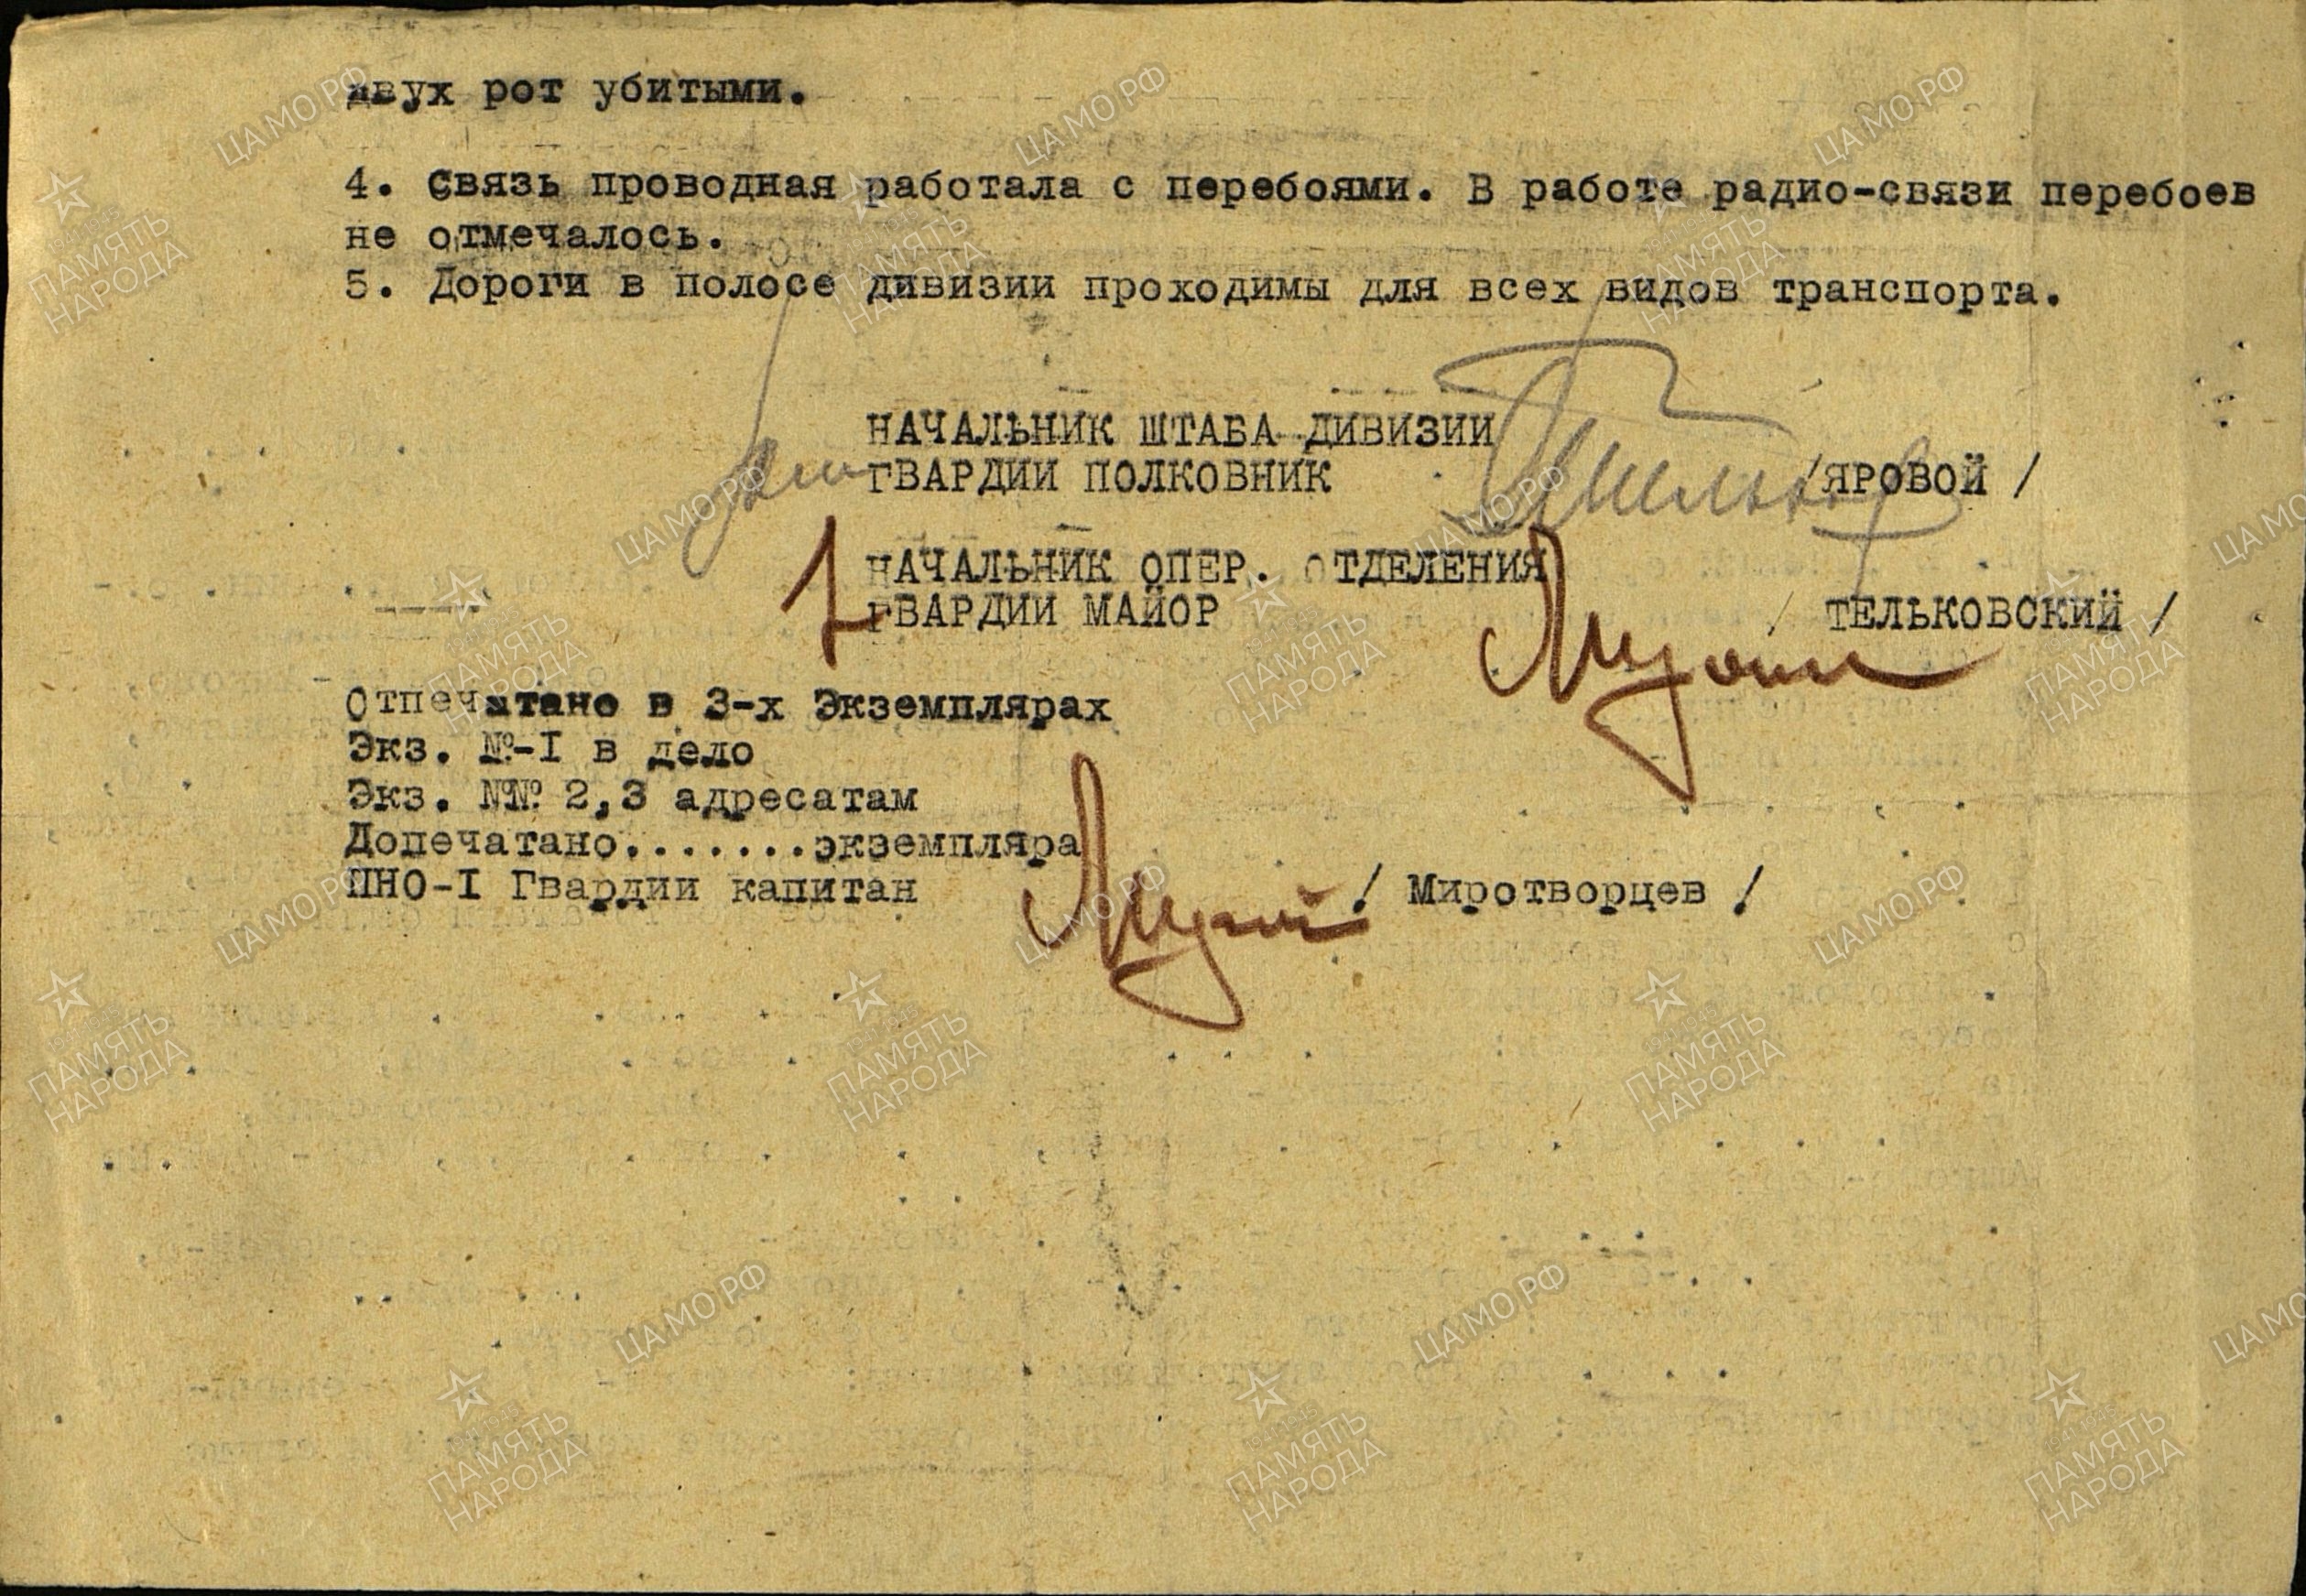 двух рот убитыми.
4. Связь проводная работала с перебоями. В работе радио-связи перебоев
не отмечалось.
5. Дороги в полосе дивизии проходимы для всех видов транспорта.
НАЧАЛЬНИК ШТАБА ДИВИЗИИ
ГВАРДИИ ПОЛКОВНИК /ЯРОВОЙ /
НАЧАЛЬНИК ОПЕР. ОТДЕЛЕНИЯ
ГВАРДИИ МАЙОР / ТЕЛЬКОВСКИЙ /
Отпечатано в 3-х Экземплярах
Экз. №-I в дело
Экз. №№ 2,3 адресатам
Допечатано.......экземпляра
ПНО-I Гвардии капитан / Миротворцев /